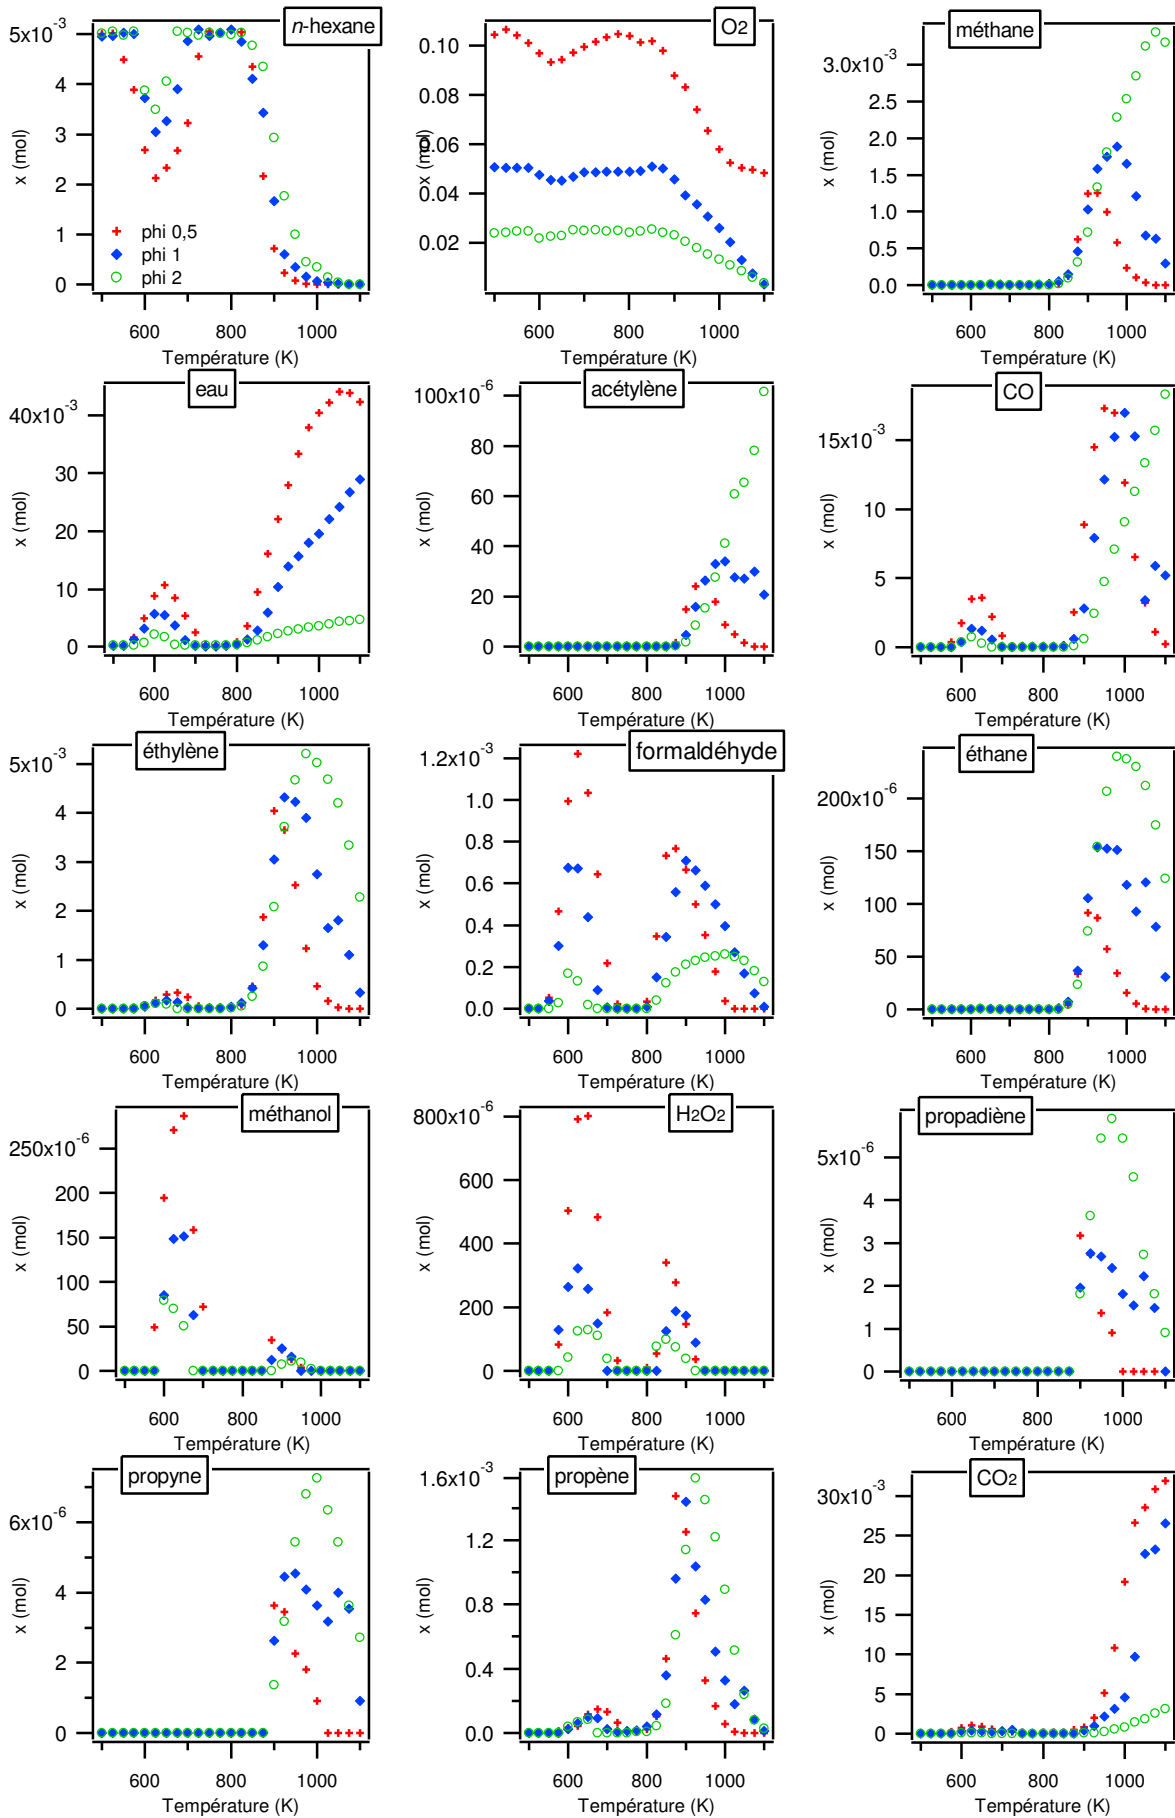 n-hexane
5x10-3
4
3
2
1
0
x (mol)
phi 0,5
phi 1
phi 2
600 800 1000
Température (K)
O2
0.10
0.08
0.06
0.04
0.02
x (mol)
600 800 1000
Température (K)
méthane
3.0x10-3
2.5
2.0
1.5
1.0
0.5
0.0
x (mol)
600 800 1000
Température (K)
eau
40x10-3
30
20
10
0
x (mol)
600 800 1000
Température (K)
acétylène
100x10-6
80
60
40
20
0
x (mol)
600 800 1000
Température (K)
CO
15x10-3
10
5
0
x (mol)
600 800 1000
Température (K)
éthylène
5x10-3
4
3
2
1
0
x (mol)
600 800 1000
Température (K)
formaldéhyde
1.2x10-3
1.0
0.8
0.6
0.4
0.2
0.0
x (mol)
600 800 1000
Température (K)
éthane
200x10-6
150
100
50
0
x (mol)
600 800 1000
Température (K)
méthanol
250x10-6
200
150
100
50
0
x (mol)
600 800 1000
Température (K)
H2O2
800x10-6
600
400
200
0
x (mol)
600 800 1000
Température (K)
propadiène
5x10-6
4
3
2
1
0
x (mol)
600 800 1000
Température (K)
propyne
6x10-6
4
2
0
x (mol)
600 800 1000
Température (K)
propène
1.6x10-3
1.2
0.8
0.4
0.0
x (mol)
600 800 1000
Température (K)
CO2
30x10-3
25
20
15
10
5
0
x (mol)
600 800 1000
Température (K)